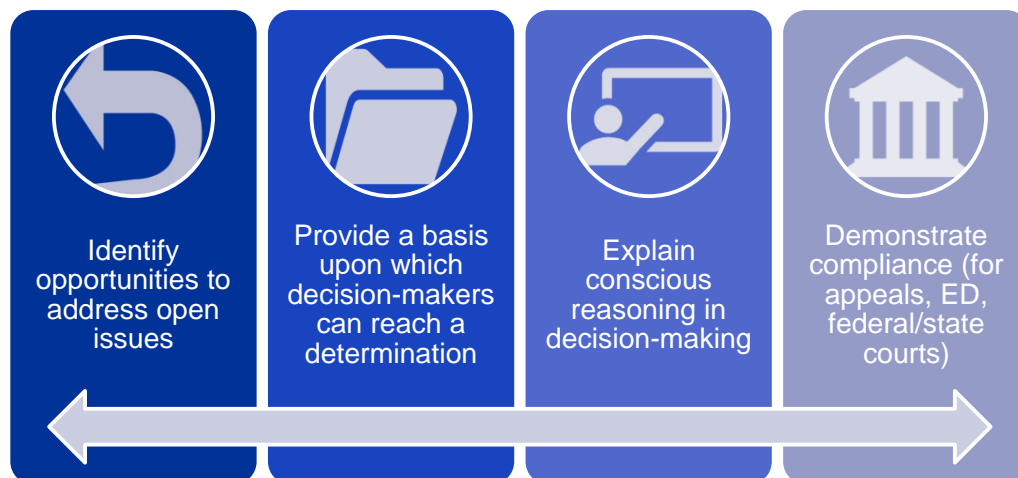 Identify
opportunities to
address open
issues
Provide a basis
upon which
decision-makers
can reach a
determination
Explain
conscious
reasoning in
decision-making
Demonstrate
compliance (for
appeals, ED,
federal/state
courts)